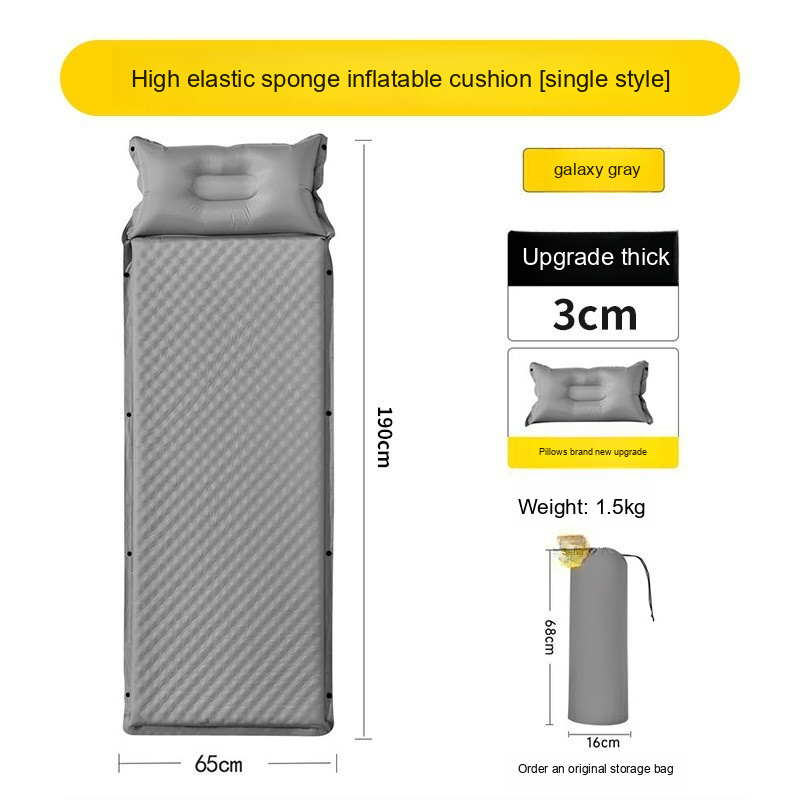 High elastic sponge inflatable cushion [single style]
galaxy gray
Upgrade thick
3cm
Pillows brand new upgrade
190cm
Weight: 1.5kg
Send
68cm
16cm
65cm
Order an original storage bag